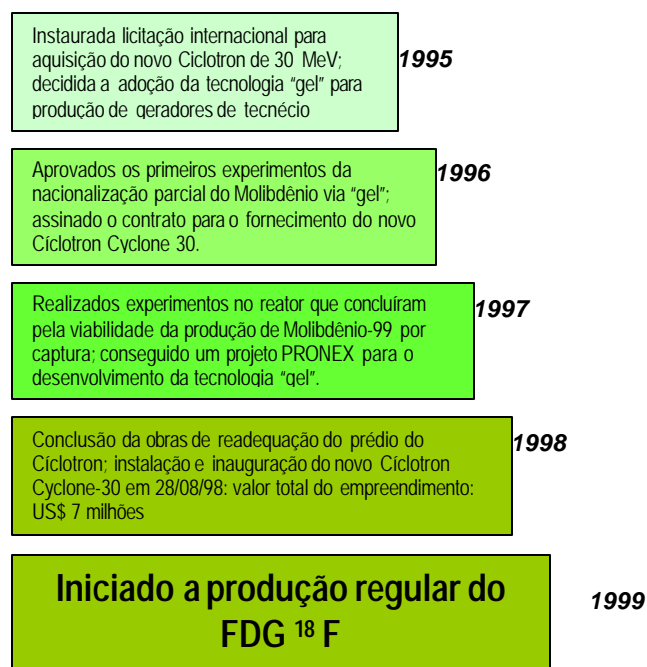 Instaurada licitação internacional para
aquisição do novo Ciclotron de 30 MeV;
decidida a adoção da tecnologia “gel” para
produção de geradores de tecnécio
1995
Aprovados os primeiros experimentos da
nacionalização parcial do Molibdênio via “gel”;
assinado o contrato para o fornecimento do novo
Cíclotron Cyclone 30.
1996
Realizados experimentos no reator que concluíram
pela viabilidade da produção de Molibdênio-99 por
captura; conseguido um projeto PRONEX para o
desenvolvimento da tecnologia “gel”.
1997
Conclusão da obras de readequação do prédio do
Cíclotron; instalação e inauguração do novo Cíclotron
Cyclone-30 em 28/08/98: valor total do empreendimento:
US$ 7 milhões
1998
Iniciado a produção regular do
FDG ¹⁸ F
1999